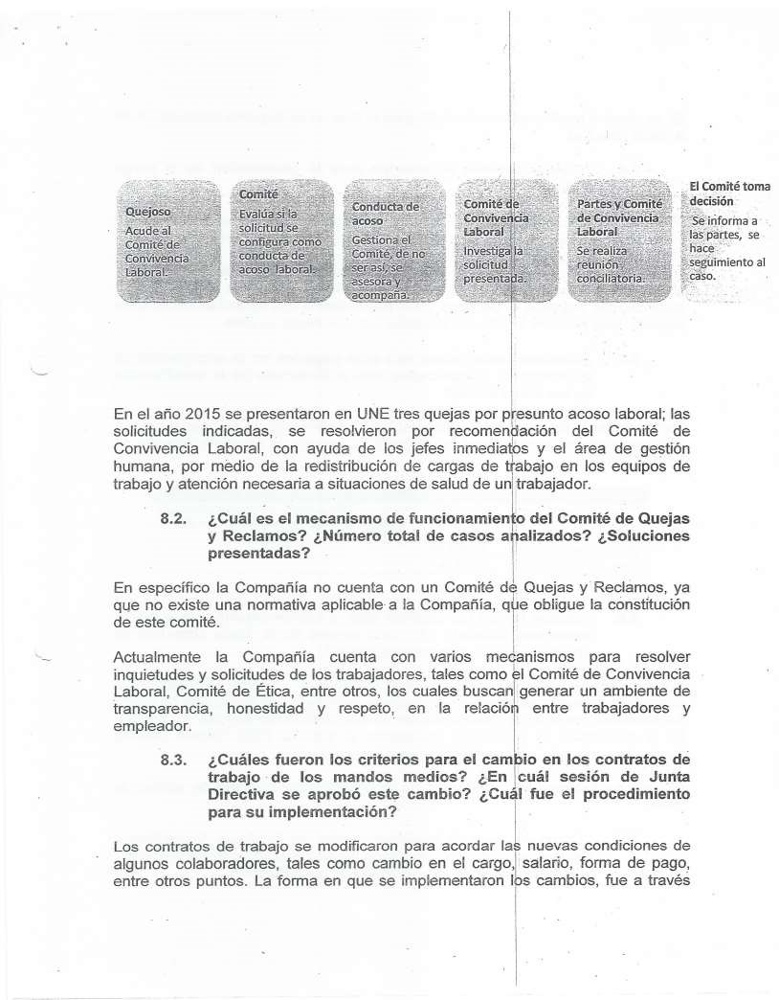 Quejoso
Acude al
Comité de
Convivencia
Laboral.
Comité
Evalúa si la
solicitud se
configura como
conducta de
acoso laboral.
Conducta de
acoso
Gestiona el
Comité, de no
ser así, se
asesora y
acompaña.
Comité de
Convivencia
Laboral
Investiga la
solicitud
presentada.
Partes y Comité
de Convivencia
Laboral
Se realiza
reunión
conciliatoria.
El Comité toma
decisión
Se informa a
las partes, se
hace
seguimiento al
caso.
En el año 2015 se presentaron en UNE tres quejas por presunto acoso laboral; las
solicitudes indicadas, se resolvieron por recomendación del Comité de
Convivencia Laboral, con ayuda de los jefes inmediatos y el área de gestión
humana, por medio de la redistribución de cargas de trabajo en los equipos de
trabajo y atención necesaria a situaciones de salud de un trabajador.
8.2. ¿Cuál es el mecanismo de funcionamiento del Comité de Quejas
y Reclamos? ¿Número total de casos analizados? ¿Soluciones
presentadas?
En específico la Compañía no cuenta con un Comité de Quejas y Reclamos, ya
que no existe una normativa aplicable a la Compañía, que obligue la constitución
de este comité.
Actualmente la Compañía cuenta con varios mecanismos para resolver
inquietudes y solicitudes de los trabajadores, tales como el Comité de Convivencia
Laboral, Comité de Ética, entre otros, los cuales buscan generar un ambiente de
transparencia, honestidad y respeto, en la relación entre trabajadores y
empleador.
8.3. ¿Cuáles fueron los criterios para el cambio en los contratos de
trabajo de los mandos medios? ¿En cuál sesión de Junta
Directiva se aprobó este cambio? ¿Cuál fue el procedimiento
para su implementación?
Los contratos de trabajo se modificaron para acordar las nuevas condiciones de
algunos colaboradores, tales como cambio en el cargo, salario, forma de pago,
entre otros puntos. La forma en que se implementaron los cambios, fue a través